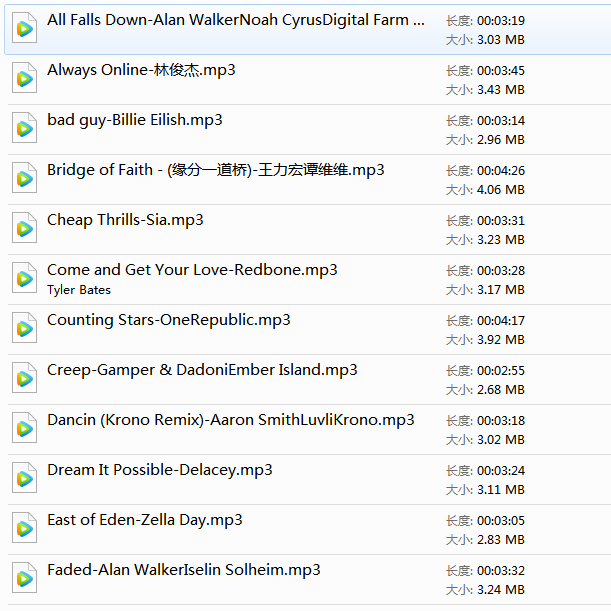 All Falls Down-Alan WalkerNoah CyrusDigital Farm ...
长度: 00:03:19
大小: 3.03 MB
Always Online-林俊杰.mp3
长度: 00:03:45
大小: 3.43 MB
bad guy-Billie Eilish.mp3
长度: 00:03:14
大小: 2.96 MB
Bridge of Faith - (缘分一道桥)-王力宏谭维维.mp3
长度: 00:04:26
大小: 4.06 MB
Cheap Thrills-Sia.mp3
长度: 00:03:31
大小: 3.23 MB
Come and Get Your Love-Redbone.mp3
长度: 00:03:28
Tyler Bates
大小: 3.17 MB
Counting Stars-OneRepublic.mp3
长度: 00:04:17
大小: 3.92 MB
Creep-Gamper & DadoniEmber Island.mp3
长度: 00:02:55
大小: 2.68 MB
Dancin (Krono Remix)-Aaron SmithLuvliKrono.mp3
长度: 00:03:18
大小: 3.02 MB
Dream It Possible-Delacey.mp3
长度: 00:03:24
大小: 3.11 MB
East of Eden-Zella Day.mp3
长度: 00:03:05
大小: 2.83 MB
Faded-Alan WalkerIselin Solheim.mp3
长度: 00:03:32
大小: 3.24 MB